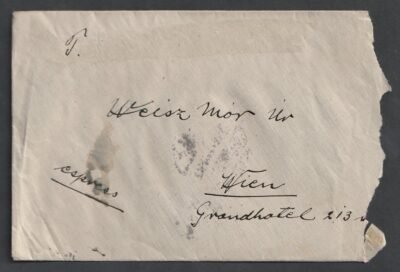 T.
Weisz Mór Úr
express
Wien
Grandhotel 213